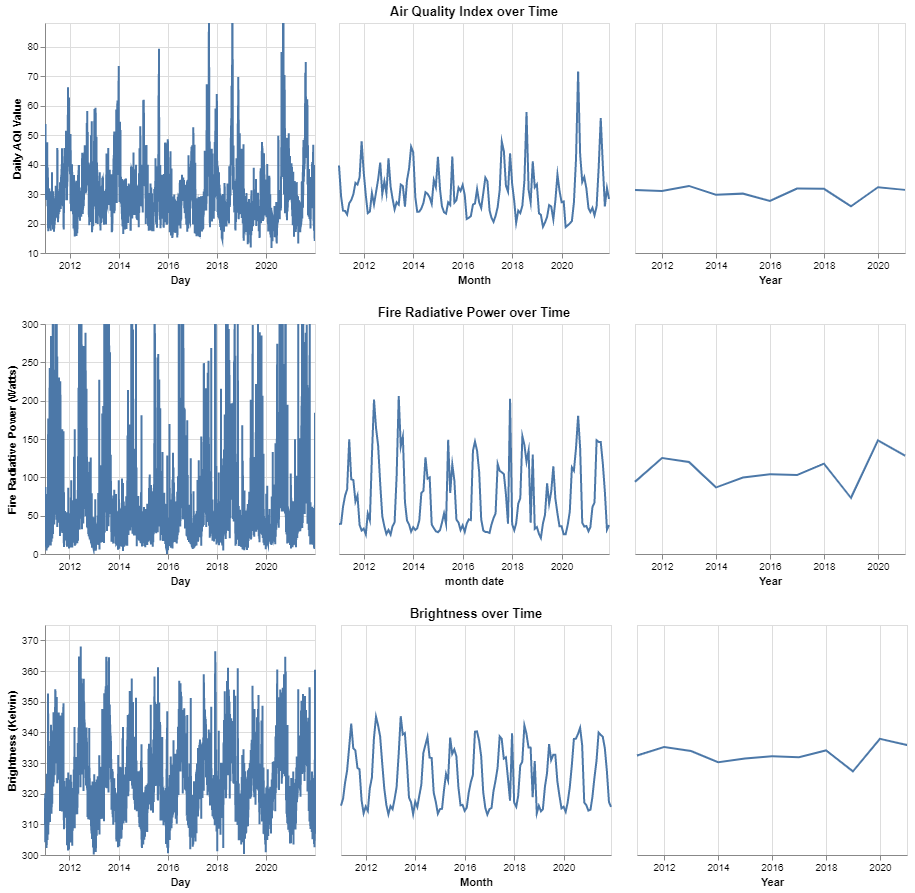 Air Quality Index over Time
Daily AQI Value
80
70
60
50
40
30
20
10
2012 2014 2016 2018 2020
Day
2012 2014 2016 2018 2020
Month
2012 2014 2016 2018 2020
Year
Fire Radiative Power over Time
Fire Radiative Power (Watts)
300
250
200
150
100
50
0
2012 2014 2016 2018 2020
Day
2012 2014 2016 2018 2020
month date
2012 2014 2016 2018 2020
Year
Brightness over Time
Brightness (Kelvin)
370
360
350
340
330
320
310
300
2012 2014 2016 2018 2020
Day
2012 2014 2016 2018 2020
Month
2012 2014 2016 2018 2020
Year